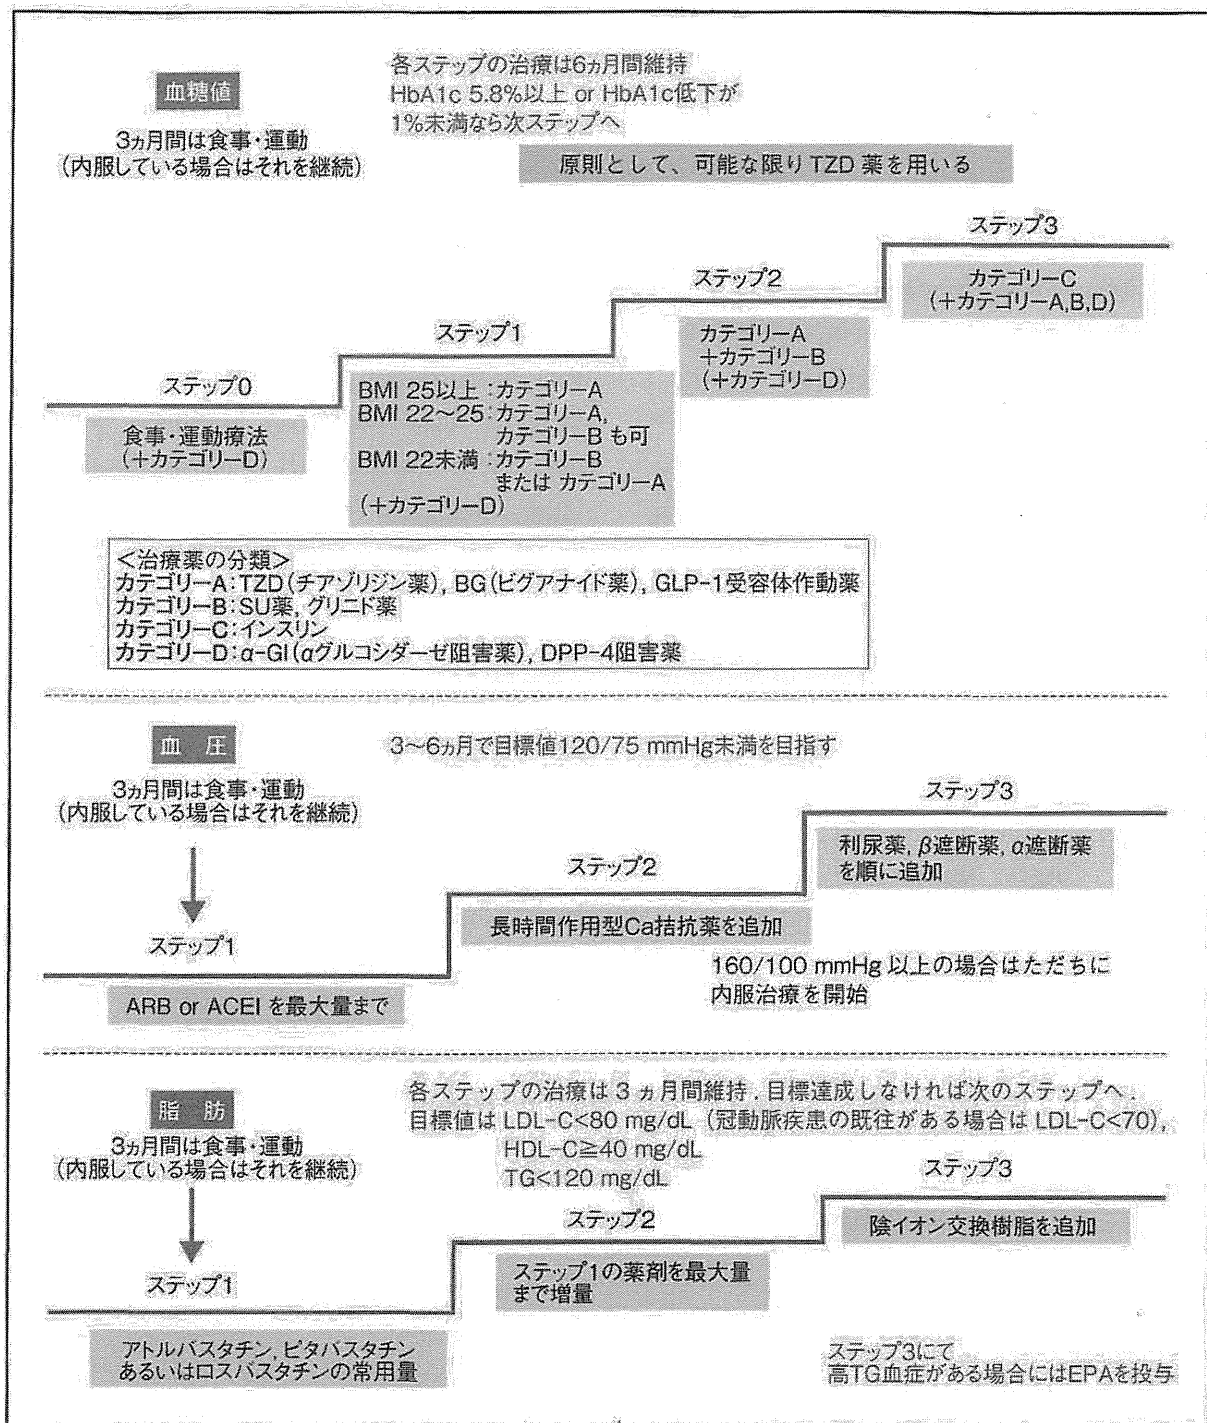 血糖値
3ヵ月間は食事・運動
(内服している場合はそれを継続)
各ステップの治療は6ヵ月間維持
HbA1c 5.8%以上 or HbA1c低下が
1%未満なら次ステップへ
原則として、可能な限り TZD 薬を用いる
ステップ0
食事・運動療法
(+カテゴリーD)
ステップ1
BMI 25以上:カテゴリーA
BMI 22〜25:カテゴリーA,
カテゴリーB も可
BMI 22未満:カテゴリーB
または カテゴリーA
(+カテゴリーD)
ステップ2
カテゴリーA
+カテゴリーB
(+カテゴリーD)
ステップ3
カテゴリーC
(+カテゴリーA,B,D)
<治療薬の分類>
カテゴリーA:TZD(チアゾリジン薬), BG(ビグアナイド薬), GLP-1受容体作動薬
カテゴリーB:SU薬, グリニド薬
カテゴリーC:インスリン
カテゴリーD:α-GI(αグルコシダーゼ阻害薬), DPP-4阻害薬
血 圧
3ヵ月間は食事・運動
(内服している場合はそれを継続)
3〜6ヵ月で目標値120/75 mmHg未満を目指す
ステップ1
ARB or ACEI を最大量まで
ステップ2
長時間作用型Ca拮抗薬を追加
ステップ3
利尿薬, β遮断薬, α遮断薬
を順に追加
160/100 mmHg 以上の場合はただちに
内服治療を開始
脂 肪
3ヵ月間は食事・運動
(内服している場合はそれを継続)
各ステップの治療は 3 ヵ月間維持. 目標達成しなければ次のステップへ.
目標値は LDL-C<80 mg/dL (冠動脈疾患の既往がある場合は LDL-C<70),
HDL-C≧40 mg/dL
TG<120 mg/dL
ステップ1
アトルバスタチン, ピタバスタチン
あるいはロスバスタチンの常用量
ステップ2
ステップ1の薬剤を最大量
まで増量
ステップ3
陰イオン交換樹脂を追加
ステップ3にて
高TG血症がある場合にはEPAを投与